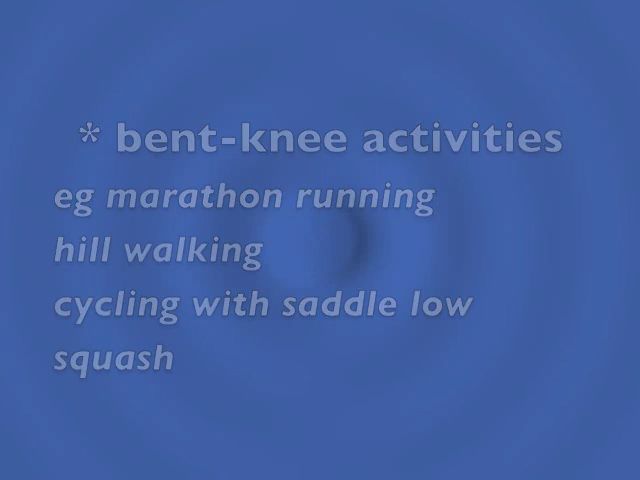 * bent-knee activities
eg marathon running
hill walking
cycling with saddle low
squash